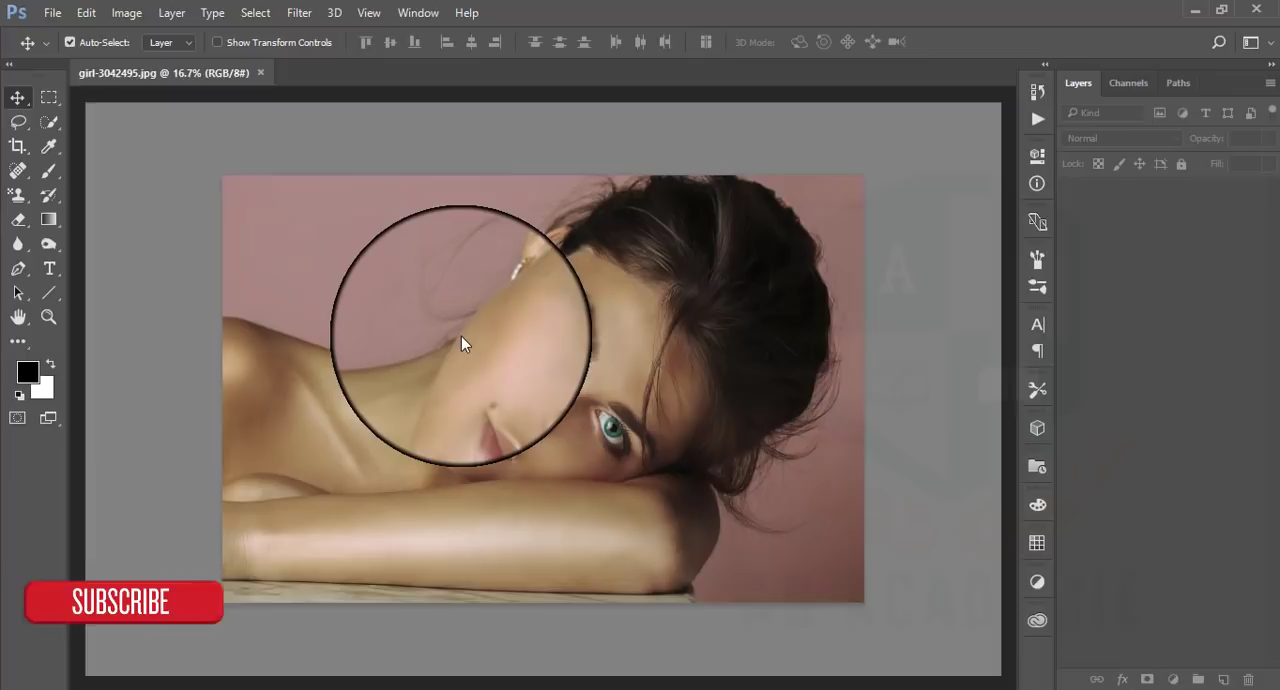 Ps File Edit Image Layer Type Select Filter 3D View Window Help
Auto-Select: Layer Show Transform Controls 3D Mode:
girl-3042495.jpg @ 16.7% (RGB/8#) ×
Layers Channels Paths
Kind
Normal Opacity:
Lock: Fill:
A
SUBSCRIBE